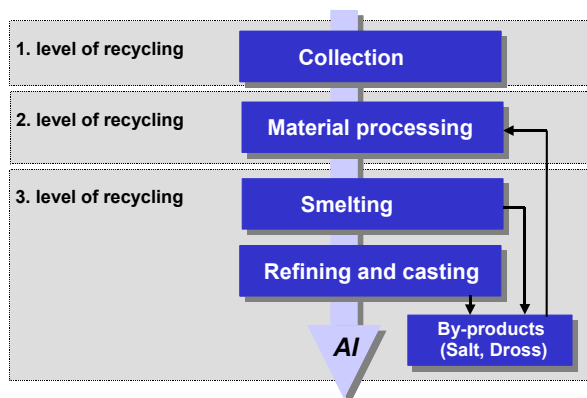 1. level of recycling
Collection
2. level of recycling
Material processing
3. level of recycling
Smelting
Refining and casting
Al
By-products
(Salt, Dross)